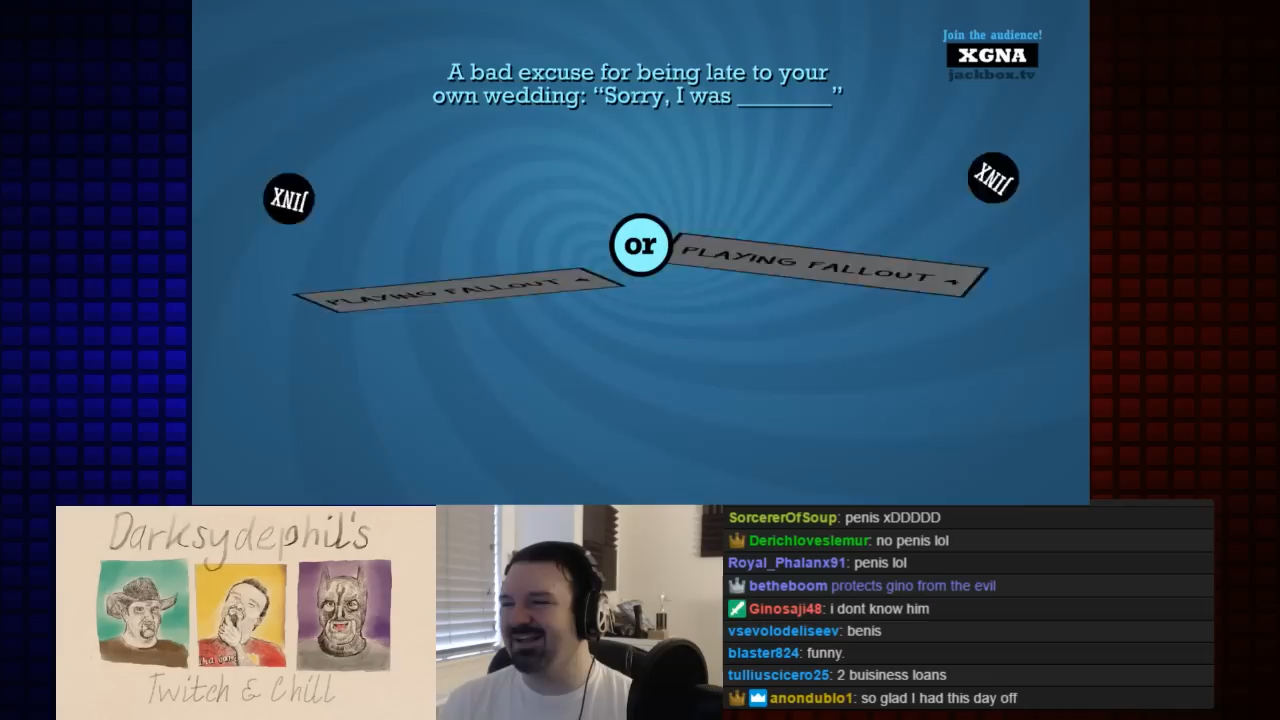 Join the audience!
XGNA
jackbox.tv
A bad excuse for being late to your
own wedding: “Sorry, I was ________”
JINX
JINX
or
PLAYING FALLOUT 4
PLAYING FALLOUT 4
Darksydephil's
Twitch & Chill
SorcererOfSoup: penis xDDDDD
Derichloveslemur: no penis lol
Royal_Phalanx91: penis lol
betheboom protects gino from the evil
Ginosaji48: i dont know him
vsevolodeliseev: benis
blaster824: funny.
tulliuscicero25: 2 buisiness loans
anondublo1: so glad I had this day off